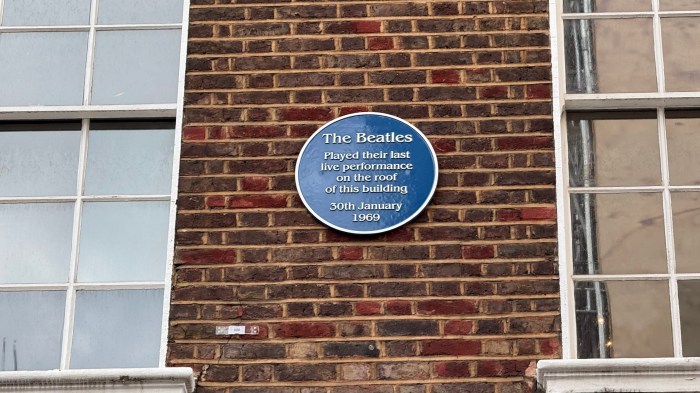 The Beatles
Played their last
live performance
on the roof
of this building
30th January
1969